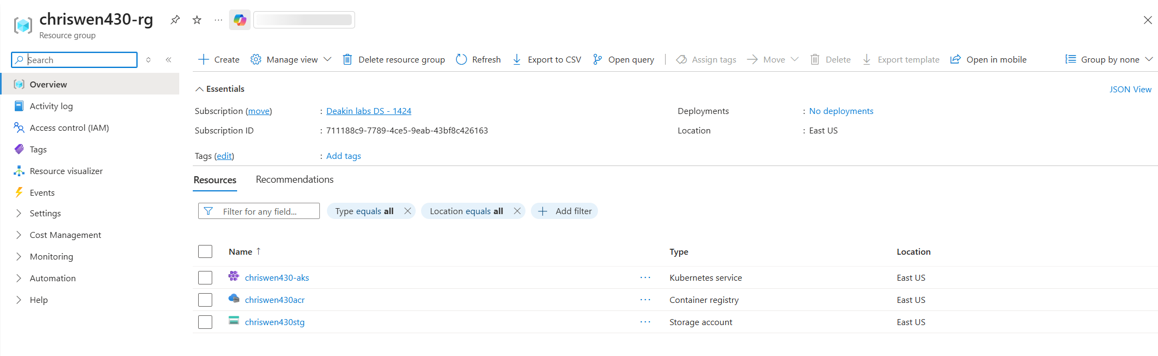 chriswen430-rg
Resource group
Search
Create Manage view Delete resource group Refresh Export to CSV Open query Assign tags Move Delete Export template Open in mobile Group by none
Overview
Activity log
Access control (IAM)
Tags
Resource visualizer
Events
Settings
Cost Management
Monitoring
Automation
Help
Essentials JSON View
Subscription (move) : Deakin labs DS - 1424 Deployments : No deployments
Subscription ID : 711188c9-7789-4ce5-9eab-43bf8c426163 Location : East US
Tags (edit) : Add tags
Resources Recommendations
Filter for any field... Type equals all Location equals all Add filter
Name ↑ Type Location
chriswen430-aks ... Kubernetes service East US
chriswen430acr ... Container registry East US
chriswen430stg ... Storage account East US